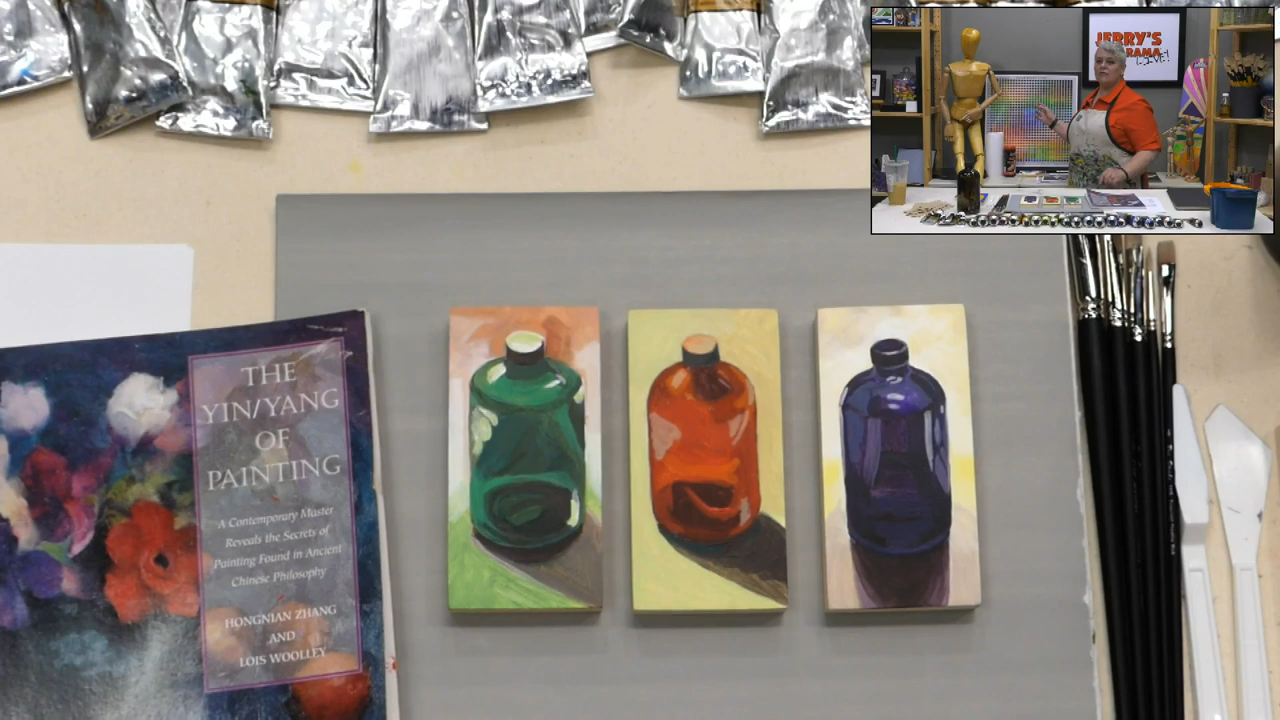 THE
YIN/YANG
OF
PAINTING
A Contemporary Master
Reveals the Secrets of
Painting Found in Ancient
Chinese Philosophy
HONGNIAN ZHANG
AND
LOIS WOOLLEY
JERRY'S
RAMA
LIVE!